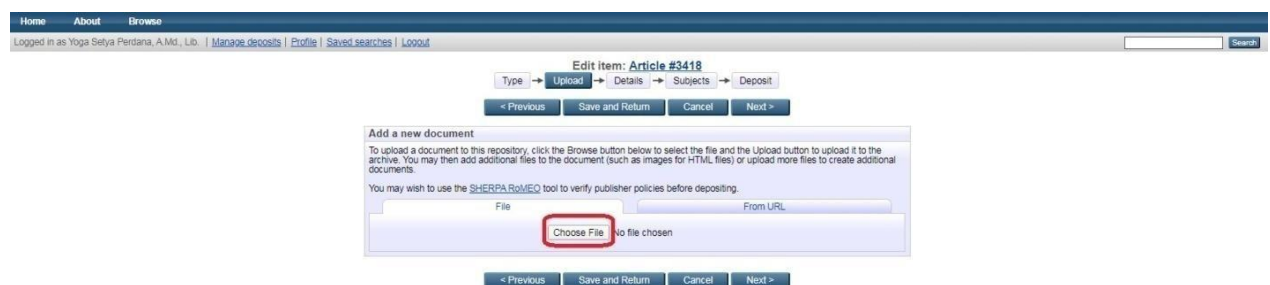 Home About Browse
Logged in as Yoga Setya Perdana, A.Md., Lib. | Manage deposits | Profile | Saved searches | Logout Search
Edit item: Article #3418
Type → Upload → Details → Subjects → Deposit
< Previous Save and Return Cancel Next >
Add a new document
To upload a document to this repository, click the Browse button below to select the file and the Upload button to upload it to the
archive. You may then add additional files to the document (such as images for HTML files) or upload more files to create additional
documents.
You may wish to use the SHERPA RoMEO tool to verify publisher policies before depositing.
File From URL
Choose File No file chosen
< Previous Save and Return Cancel Next >